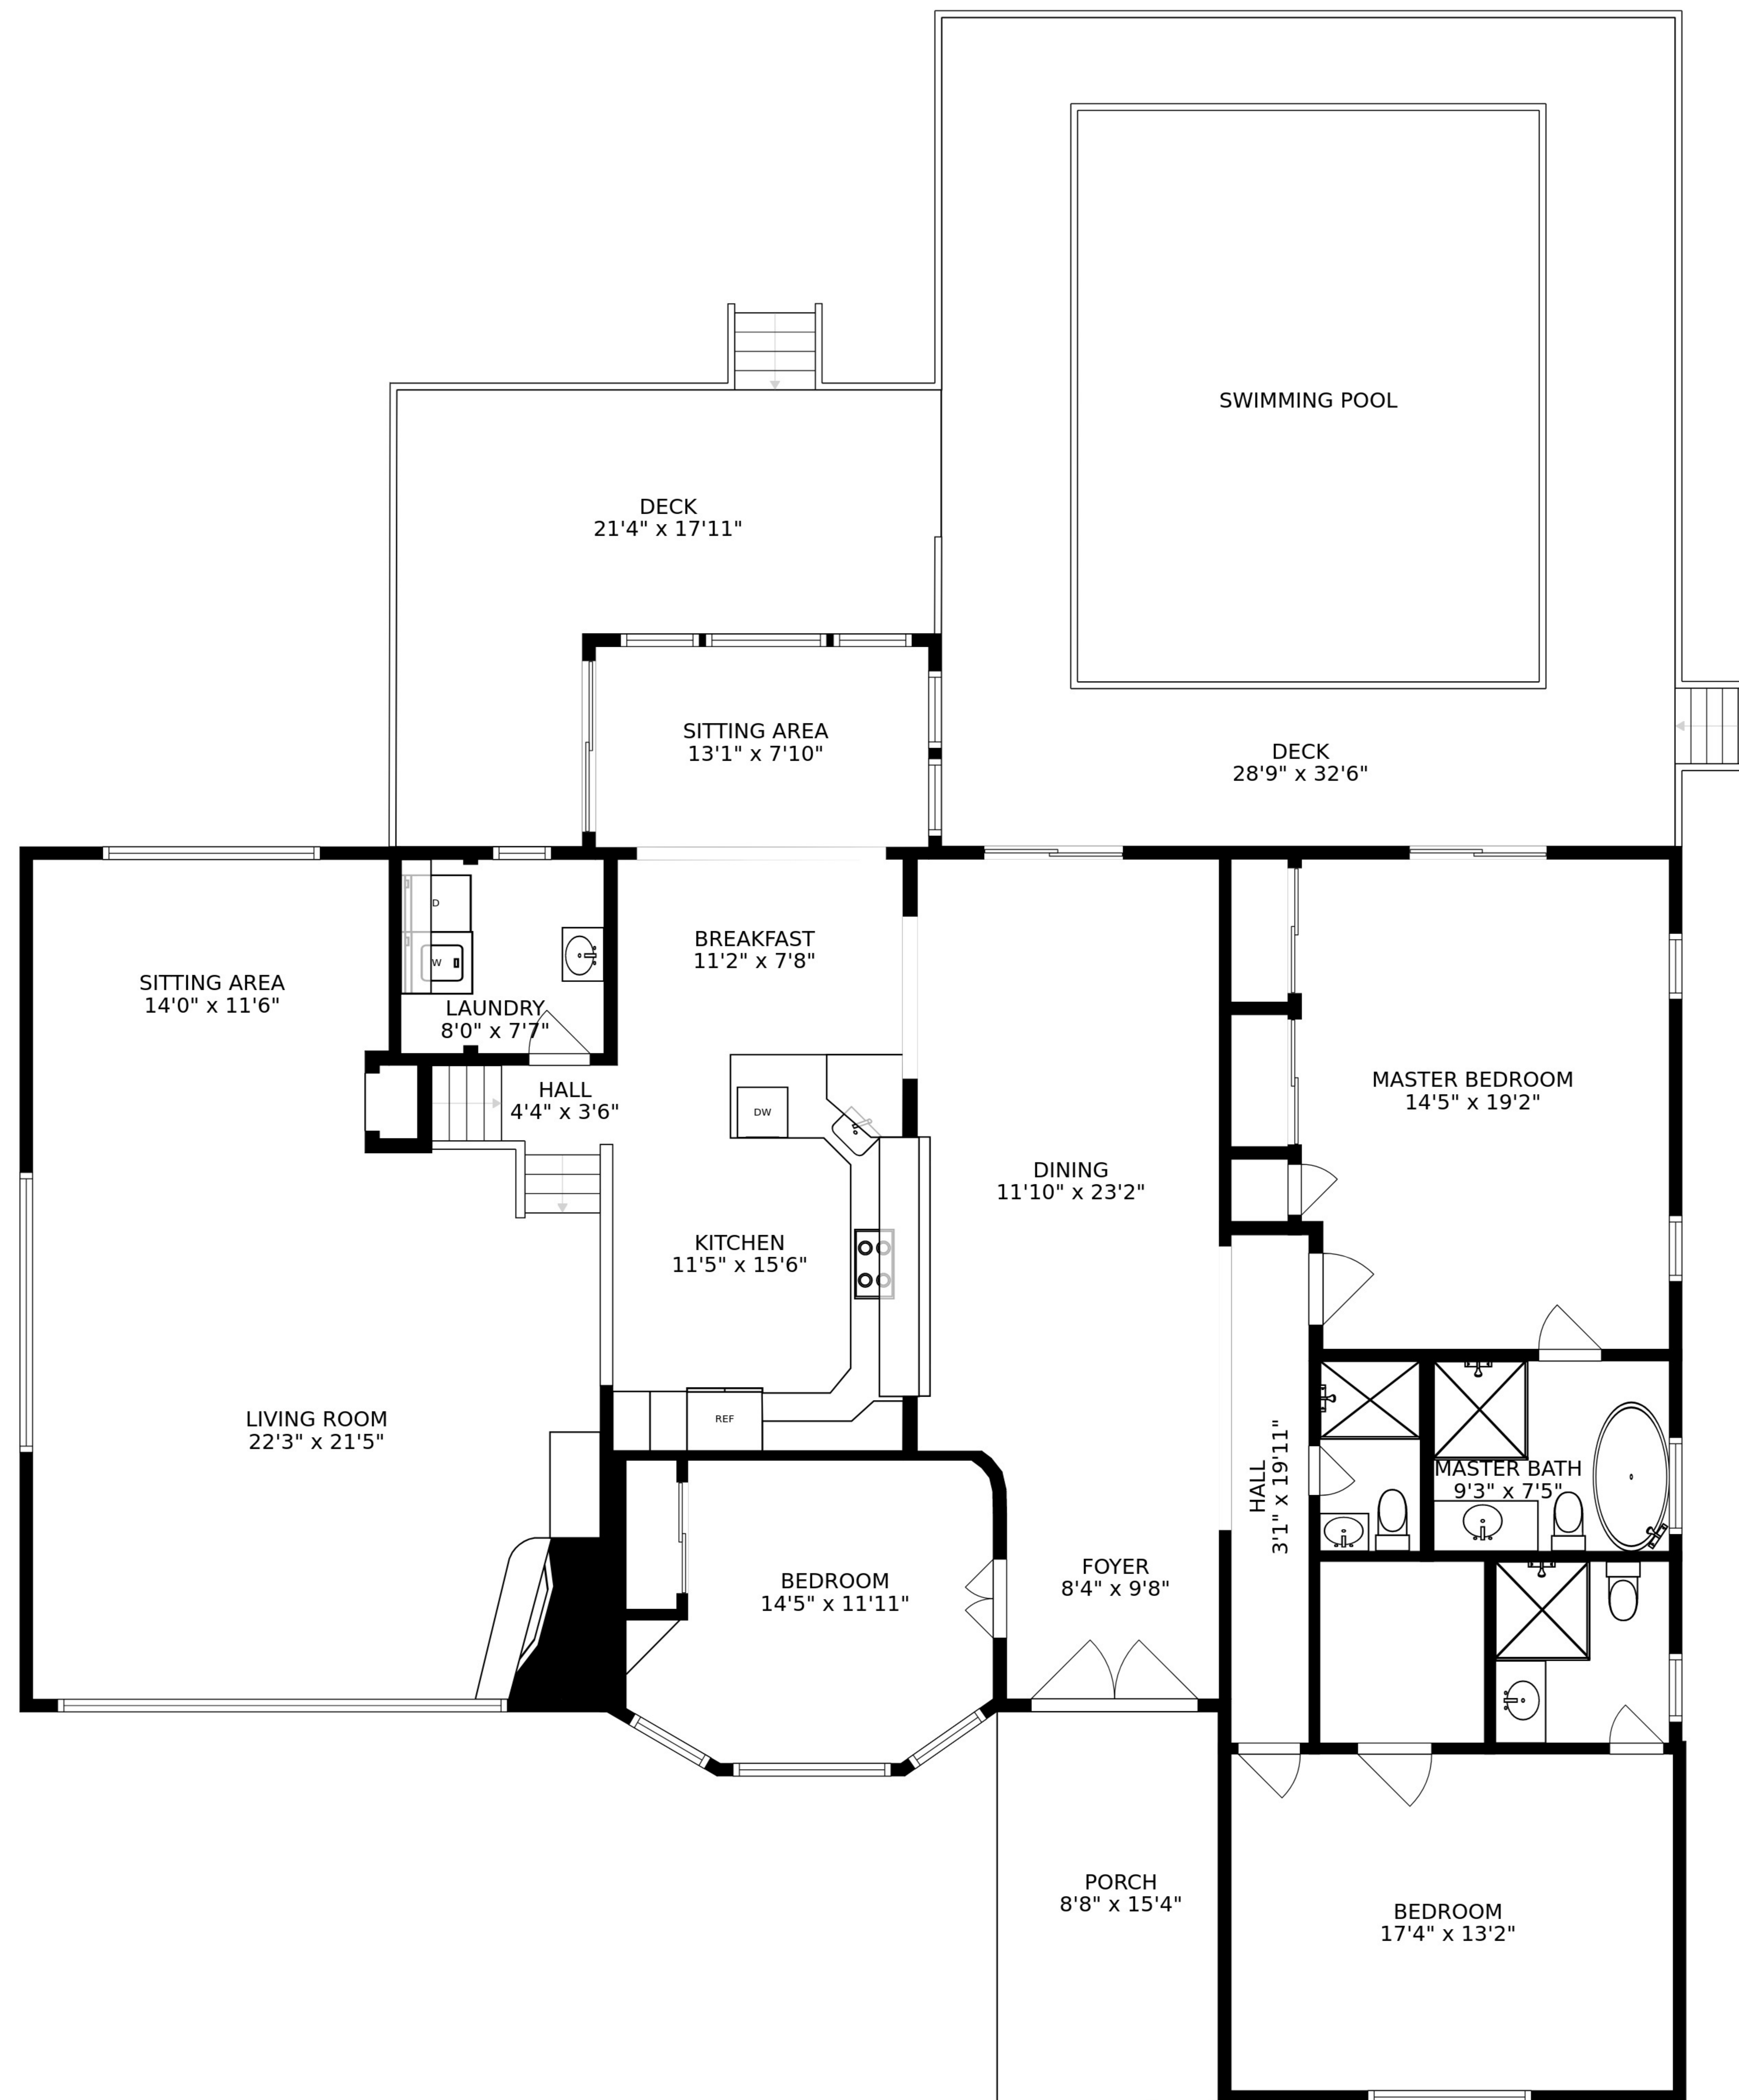 SWIMMING POOL
DECK
21'4" x 17'11"
SITTING AREA
13'1" x 7'10"
DECK
28'9" x 32'6"
D
W
LAUNDRY
8'0" x 7'7"
SITTING AREA
14'0" x 11'6"
BREAKFAST
11'2" x 7'8"
HALL
4'4" x 3'6"
DW
MASTER BEDROOM
14'5" x 19'2"
DINING
11'10" x 23'2"
KITCHEN
11'5" x 15'6"
REF
LIVING ROOM
22'3" x 21'5"
HALL
3'1" x 19'11"
MASTER BATH
9'3" x 7'5"
BEDROOM
14'5" x 11'11"
FOYER
8'4" x 9'8"
PORCH
8'8" x 15'4"
BEDROOM
17'4" x 13'2"